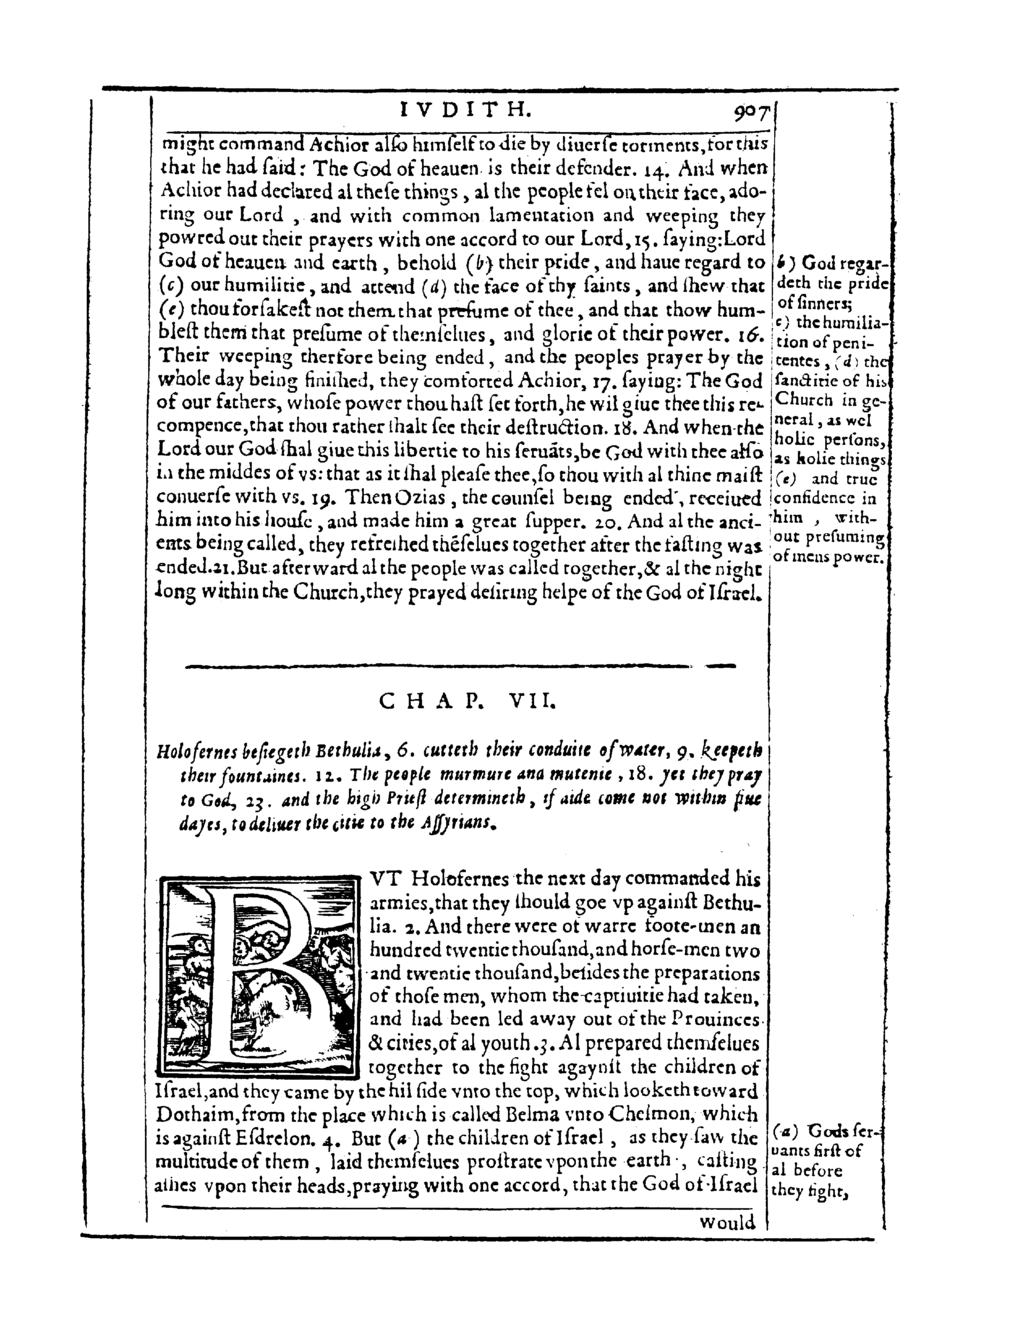 IVDITH. 907
might command Achior alſo himſelf to die by diuerſe torments, for this
that he had ſaid: The God of heauen is their defender. 14. And when
Achior had declared al theſe things, al the people fel on their face, ado-
ring our Lord, and with common lamentation and weeping they
powred out their prayers with one accord to our Lord, 15. ſaying: Lord
God of heauen and earth, behold (b) their pride, and haue regard to
(c) our humilitie, and attend (d) the face of thy ſaints, and ſhew that
(e) thou forſakeſt not them that preſume of thee, and that thow hum-
bleſt them that preſume of themſelues, and glorie of their power. 16.
Their weeping therfore being ended, and the peoples prayer by the
whole day being finiſhed, they comforted Achior, 17. ſaying: The God
of our fathers, whoſe power thou haſt ſet forth, he wil giue thee this re-
compence, that thou rather ſhalt ſee their deſtruction. 18. And when the
Lord our God ſhal giue this libertie to his ſeruãts, be God with thee alſo
in the middes of vs: that as it ſhal pleaſe thee, ſo thou with al thine maiſt
conuerſe with vs. 19. Then Ozias, the counſel being ended, receiued
him into his houſe, and made him a great ſupper. 20. And al the anci-
ents being called, they refreſhed thẽſelues together after the faſting was
ended. 21. But afterward al the people was called together, & al the night
long within the Church, they prayed deſiring helpe of the God of Iſrael.
b) God regar-
deth the pride
of ſinners;
c) the humilia-
tion of peni-
tentes, (d) the
ſanctitie of his
Church in ge-
neral, as wel
holie perſons,
as holie things
(e) and true
confidence in
him, with-
out preſuming
of mens power.
CHAP. VII.
Holofernes beſiegeth Bethulia, 6. cutteth their conduite of water, 9. keepeth
their fountaines. 12. The people murmure and mutenie, 18. yet they pray
to God, 23. and the high Prieſt determineth, if aide come not within fiue
dayes, to deliuer the citie to the Aſſyrians.
BVT Holofernes the next day commanded his
armies, that they ſhould goe vp againſt Bethu-
lia. 2. And there were of warre foote-men an
hundred twentie thouſand, and horſe-men two
and twentie thouſand, beſides the preparations
of thoſe men, whom the captiuitie had taken,
and had been led away out of the Prouinces
& cities, of al youth. 3. Al prepared themſelues
together to the fight agaynſt the children of
Iſrael, and they came by the hil ſide vnto the top, which looketh toward
Dothaim, from the place which is called Belma vnto Chelmon, which
is againſt Eſdrelon. 4. But (a) the children of Iſrael, as they ſaw the
multitude of them, laid themſelues proſtrate vpon the earth, caſting
aſhes vpon their heads, praying with one accord, that the God of Iſrael
(a) Gods ſer-
uants firſt of
al before
they fight,
would